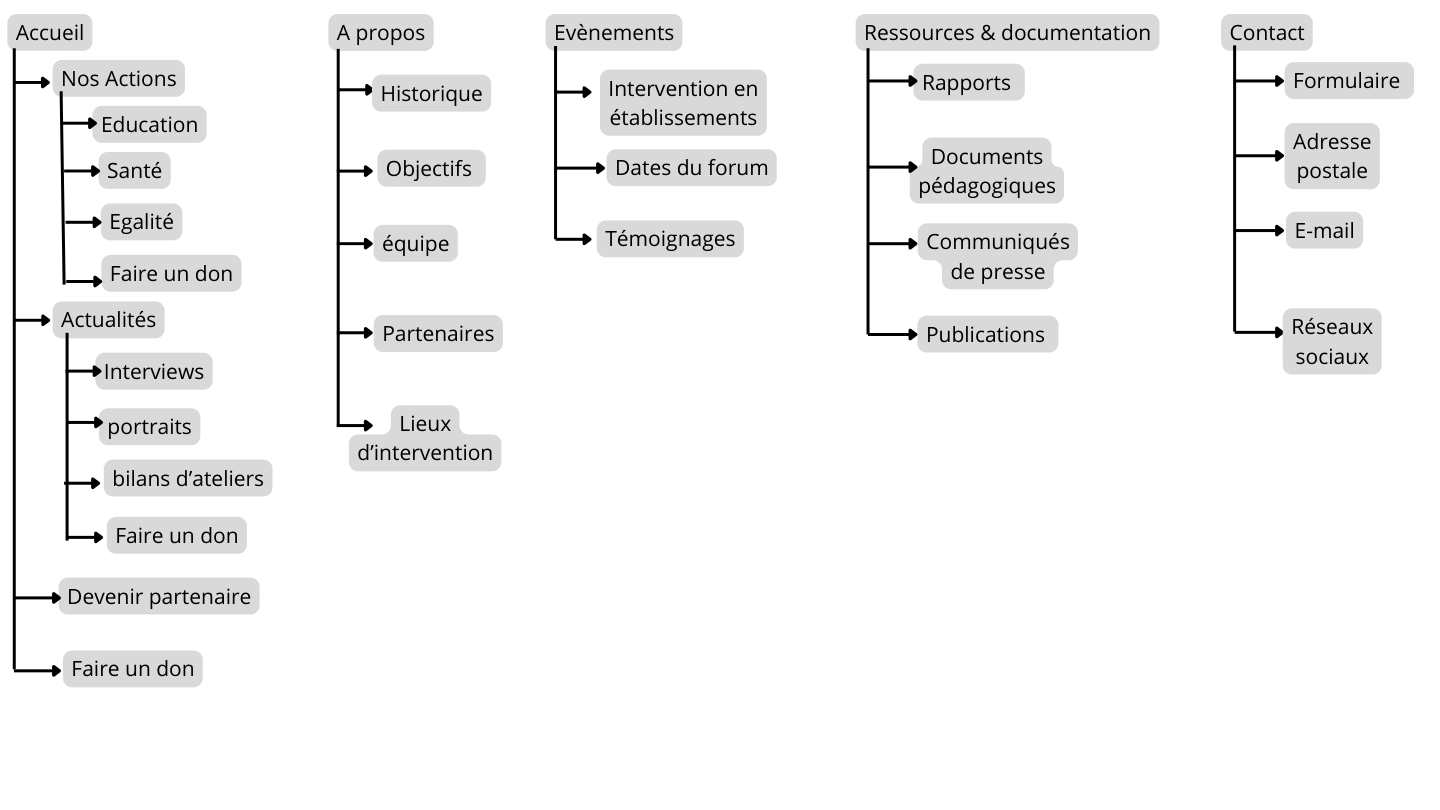 Accueil
Nos Actions
Education
Santé
Egalité
Faire un don
Actualités
Interviews
portraits
bilans d’ateliers
Faire un don
Devenir partenaire
Faire un don
A propos
Historique
Objectifs
équipe
Partenaires
Lieux
d’intervention
Evènements
Intervention en
établissements
Dates du forum
Témoignages
Ressources & documentation
Rapports
Documents
pédagogiques
Communiqués
de presse
Publications
Contact
Formulaire
Adresse
postale
E-mail
Réseaux
sociaux